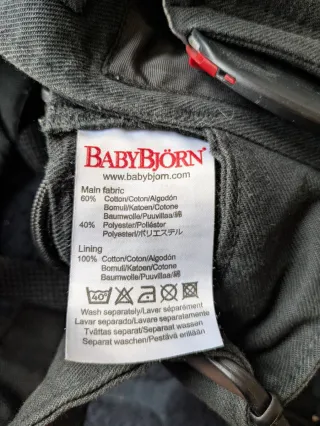 BABYBJÖRN
www.babybjorn.com
Main fabric
60% Cotton/Coton/Algodón
Bomull/Katoen/Cotone
Baumwolle/Puuvillaa/綿
40% Polyester/Poliéster
Polyesteri/ポリエステル
Lining
100% Cotton/Coton/Algodón
Bomull/Katoen/Cotone
Baumwolle/Puuvillaa/綿
40°
Wash separately/Laver séparément
Lavar separado/Lavare separatamente
Tvättas separat/Separat wassen
Separat waschen/Pestävä erillään